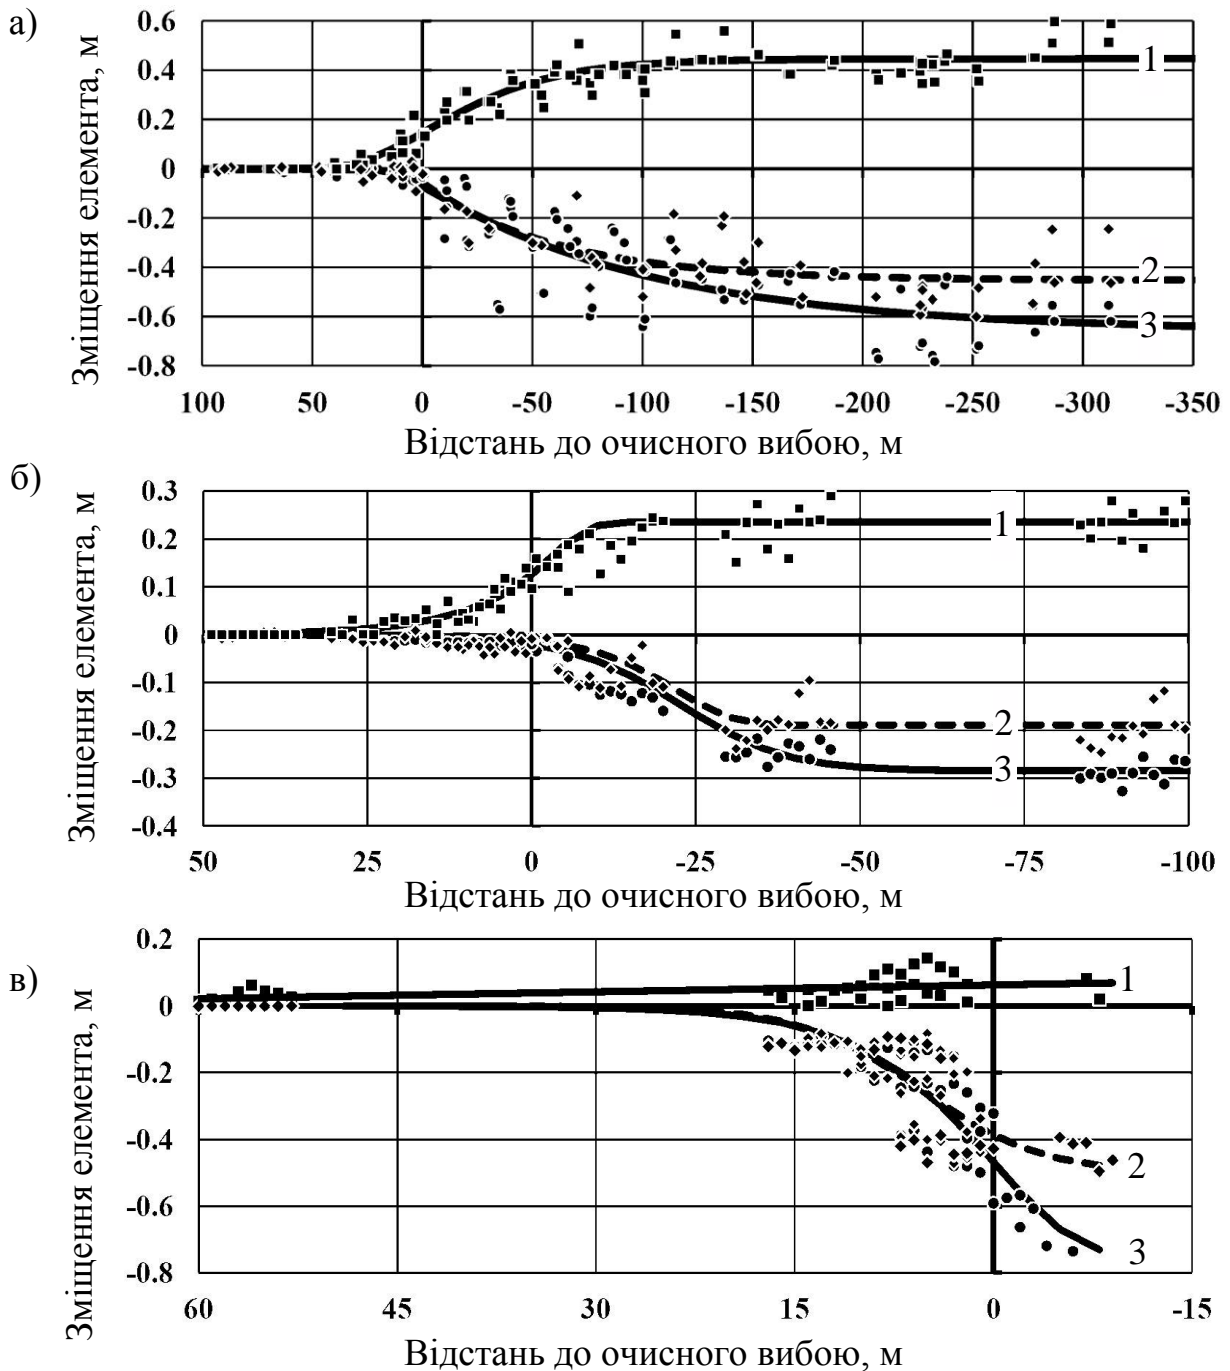 а)
Зміщення елемента, м
0.6
0.4
0.2
0
-0.2
-0.4
-0.6
-0.8
1
2
3
100 50 0 -50 -100 -150 -200 -250 -300 -350
Відстань до очисного вибою, м
б)
Зміщення елемента, м
0.3
0.2
0.1
0
-0.1
-0.2
-0.3
-0.4
1
2
3
50 25 0 -25 -50 -75 -100
Відстань до очисного вибою, м
в)
Зміщення елемента, м
0.2
0
-0.2
-0.4
-0.6
-0.8
1
2
3
60 45 30 15 0 -15
Відстань до очисного вибою, м